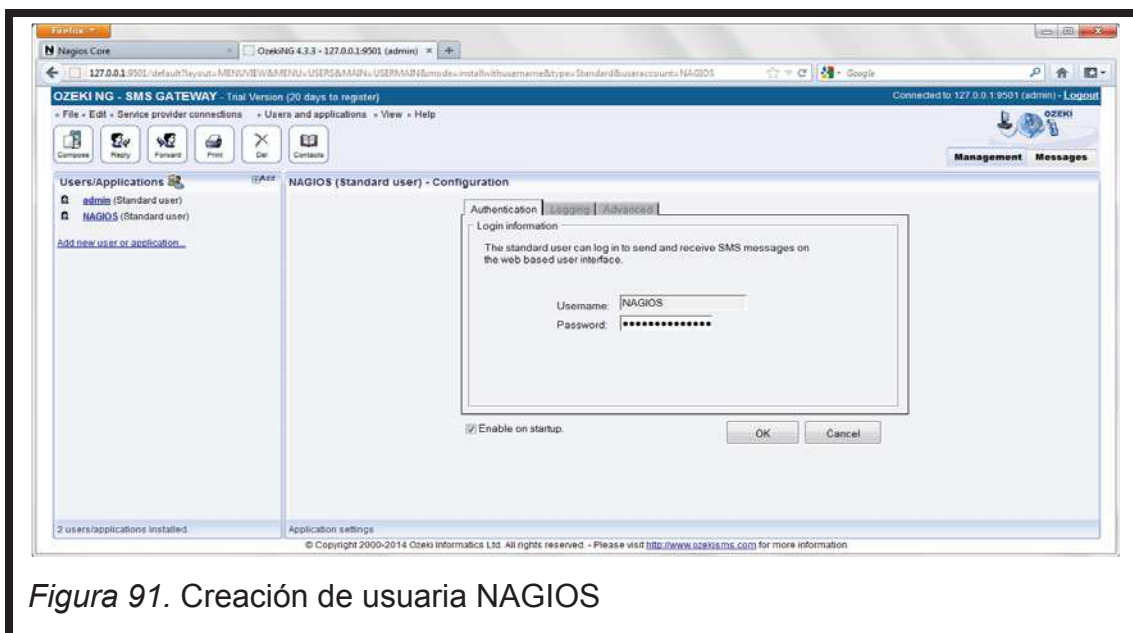 Firefox
Nagios Core
OzekiNG 4.3.3 - 127.0.0.1:9501 (admin)
127.0.0.1:9501/default?layout=MENUVIEW&MENU=USERS&MAIN=USERMAIN&mode=installwithusername&type=Standard&useraccount=NAGIOS
Google
OZEKI NG - SMS GATEWAY - Trial Version (20 days to register)
Connected to 127.0.0.1:9501 (admin) - Logout
File Edit Service provider connections Users and applications View Help
OZEKI
Compose Reply Forward Print Del Contacts
Management Messages
Users/Applications Add
admin (Standard user)
NAGIOS (Standard user)
Add new user or application...
NAGIOS (Standard user) - Configuration
Authentication Logging Advanced
Login information
The standard user can log in to send and receive SMS messages on
the web based user interface.
Username: NAGIOS
Password: ••••••••••••••
Enable on startup.
OK Cancel
2 users/applications installed
Application settings
© Copyright 2000-2014 Ozeki Informatics Ltd. All rights reserved. - Please visit http://www.ozekisms.com for more information
Figura 91. Creación de usuaria NAGIOS